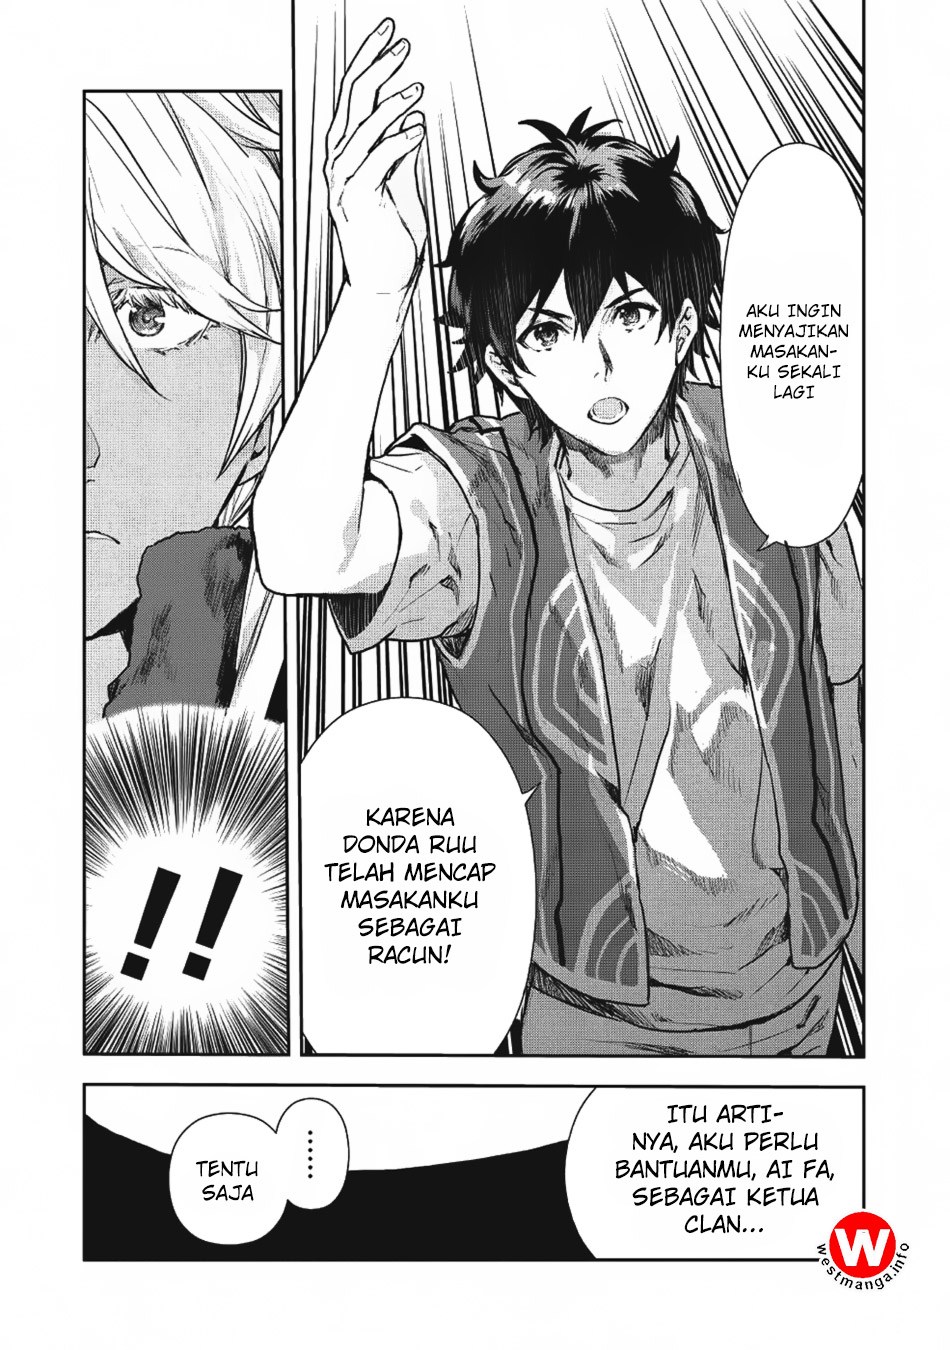 AKU INGIN
MENYAJIKAN
MASAKAN-
KU SEKALI
LAGI
KARENA
DONDA RUU
TELAH MENCAP
MASAKANKU
SEBAGAI
RACUN!
!!
ITU ARTI-
NYA, AKU PERLU
BANTUANMU, AI FA,
SEBAGAI KETUA
CLAN...
......
TENTU
SAJA
W
westmanga.info